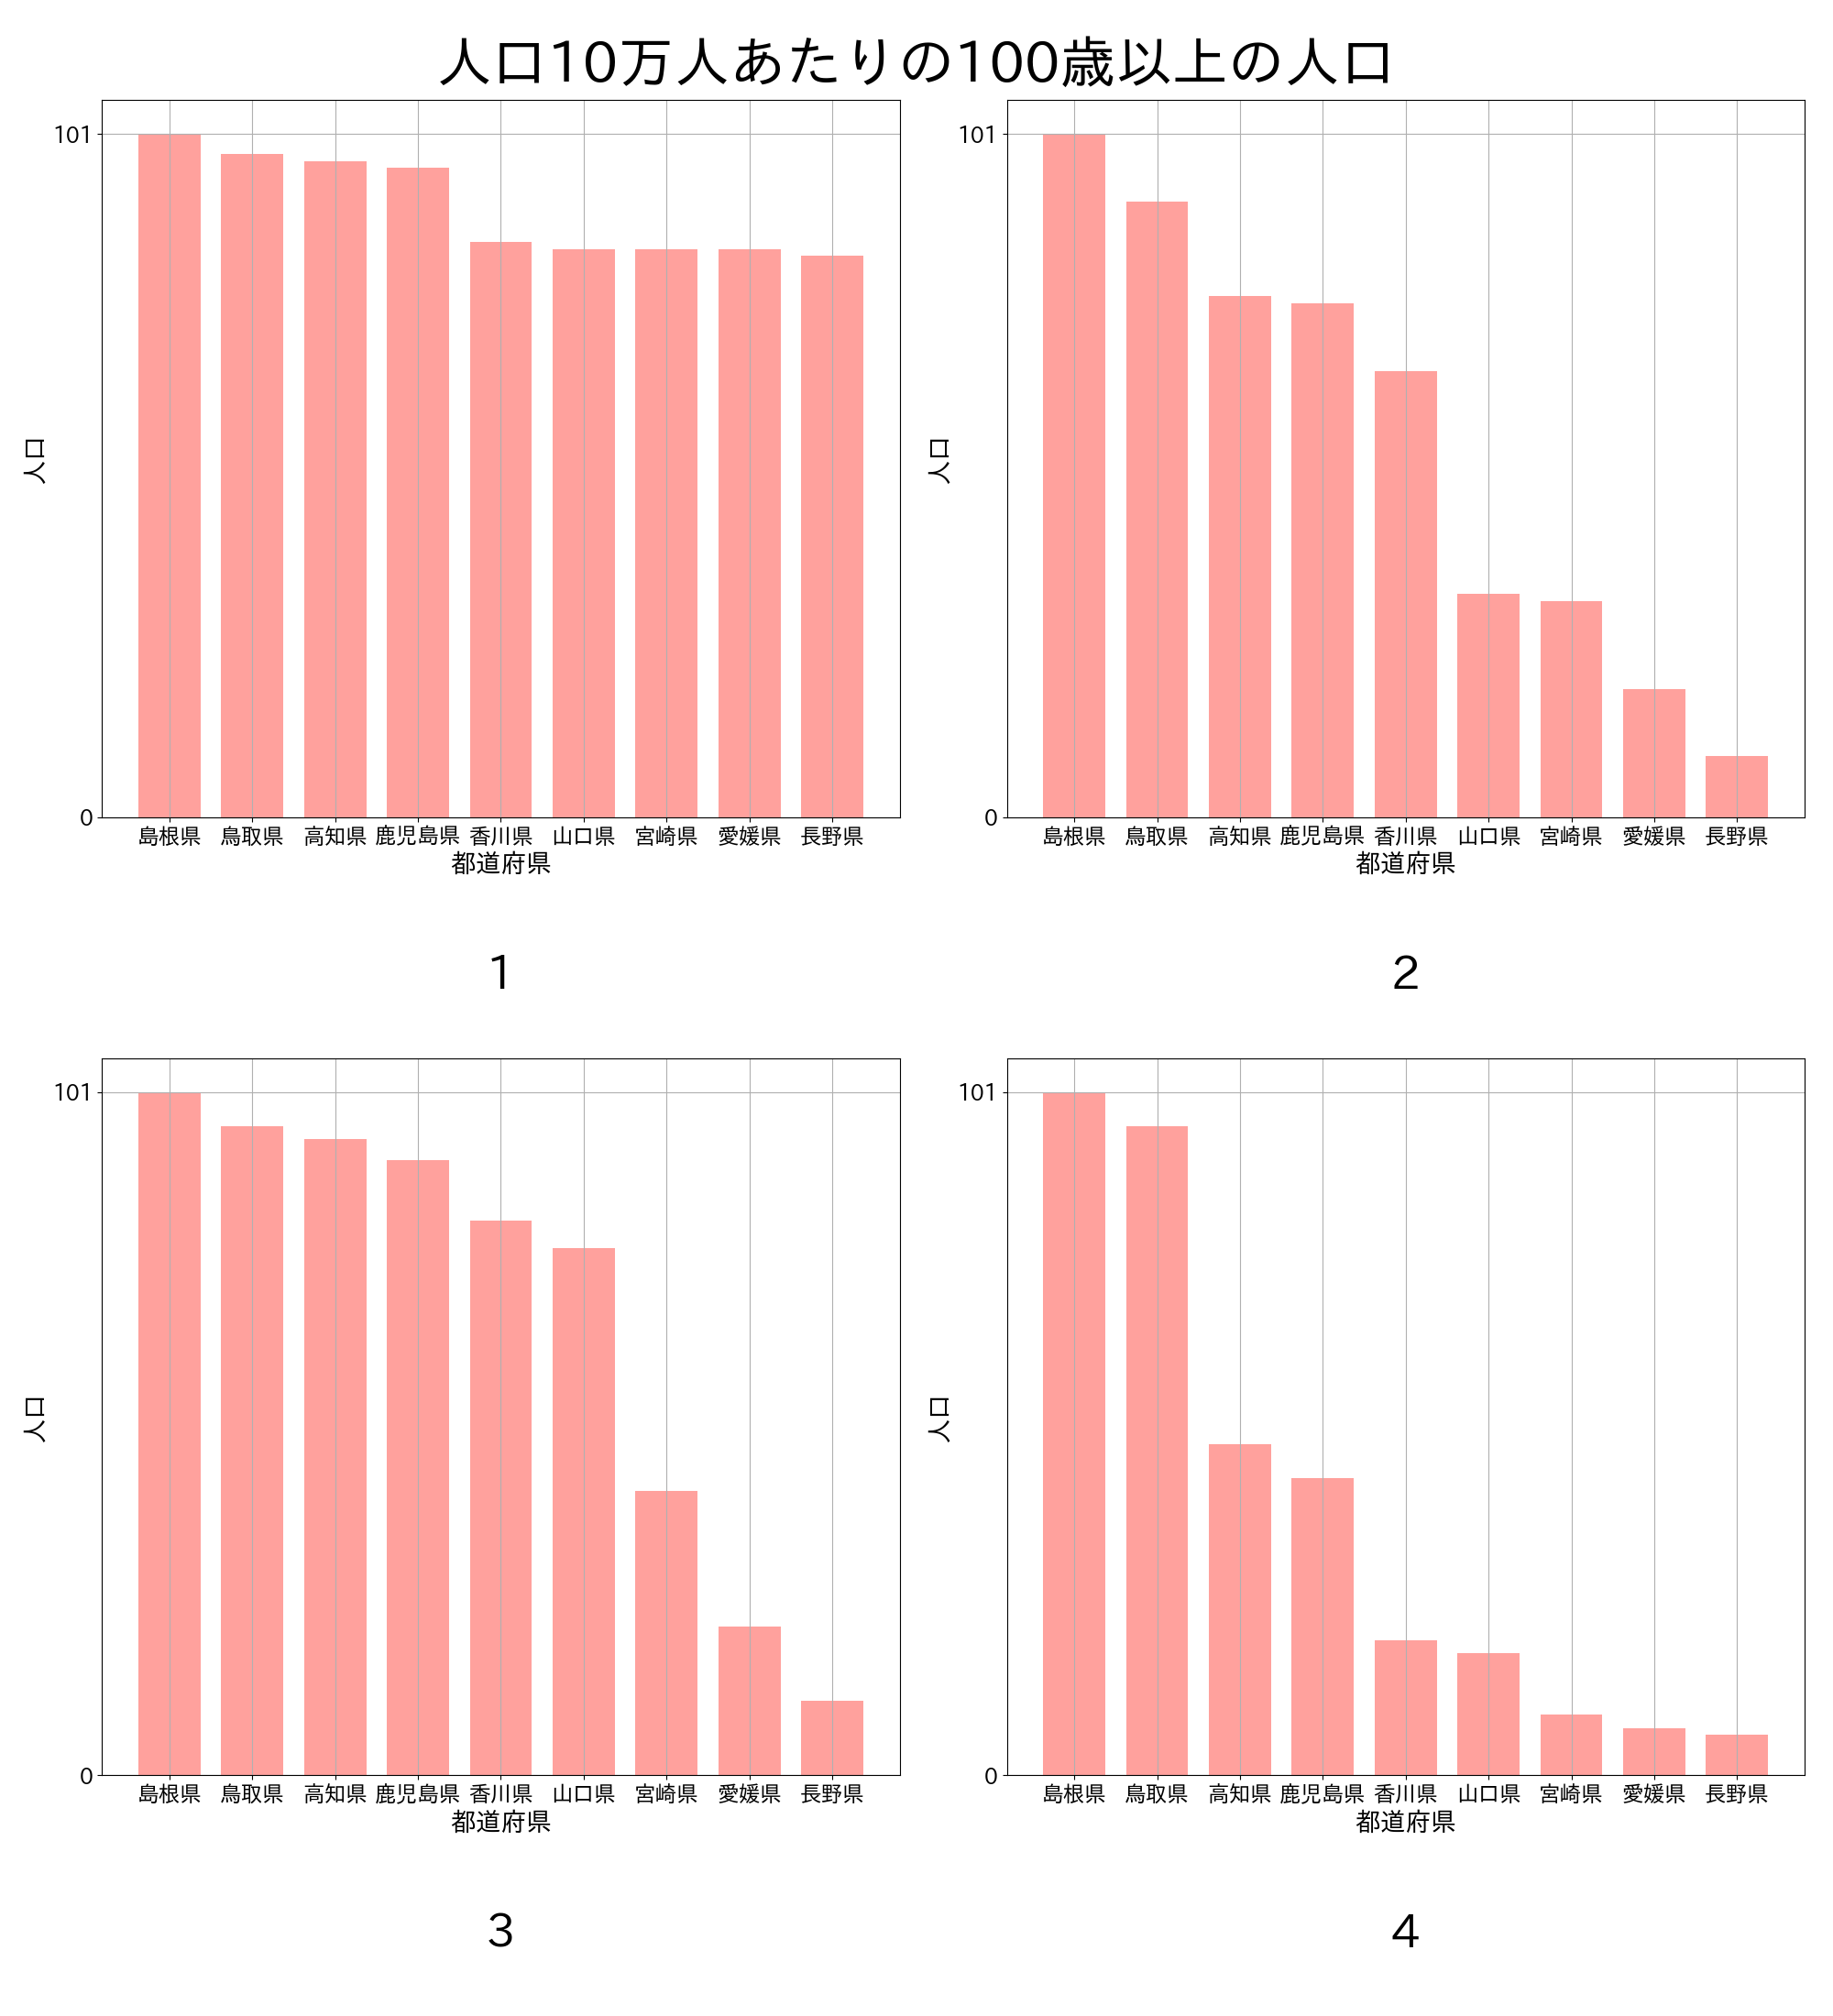 人口10万人あたりの100歳以上の人口
101
0
人口
島根県 鳥取県 高知県 鹿児島県 香川県 山口県 宮崎県 愛媛県 長野県
都道府県
1
101
0
人口
島根県 鳥取県 高知県 鹿児島県 香川県 山口県 宮崎県 愛媛県 長野県
都道府県
2
101
0
人口
島根県 鳥取県 高知県 鹿児島県 香川県 山口県 宮崎県 愛媛県 長野県
都道府県
3
101
0
人口
島根県 鳥取県 高知県 鹿児島県 香川県 山口県 宮崎県 愛媛県 長野県
都道府県
4